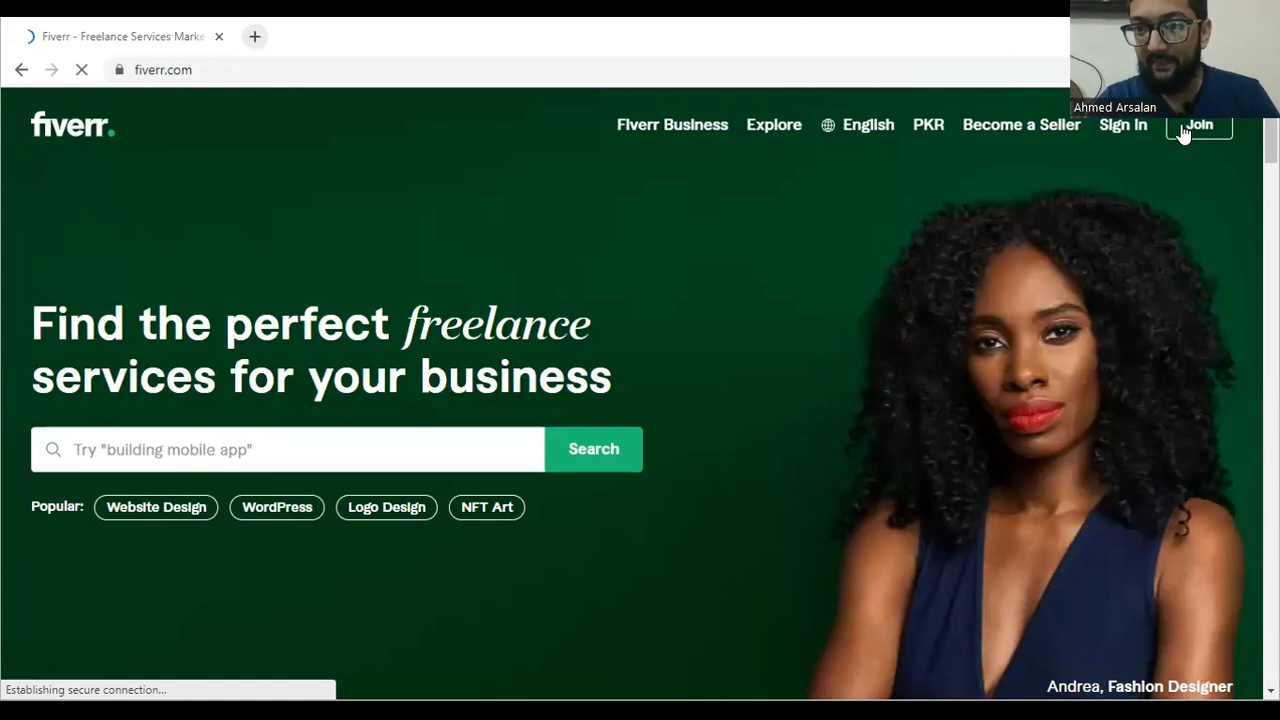 Fiverr - Freelance Services Marke
fiverr.com
Ahmed Arsalan
fiverr.
Fiverr Business
Explore
English
PKR
Become a Seller
Sign In
Join
Find the perfect freelance
services for your business
Try "building mobile app"
Search
Popular:
Website Design
WordPress
Logo Design
NFT Art
Establishing secure connection...
Andrea, Fashion Designer